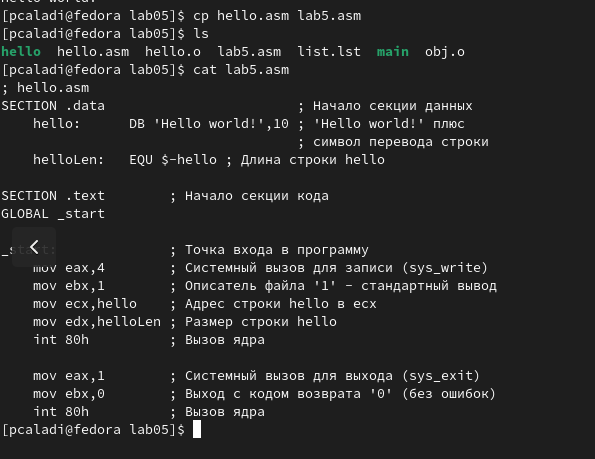 [pcaladi@fedora lab05]$ cp hello.asm lab5.asm
[pcaladi@fedora lab05]$ ls
hello  hello.asm  hello.o  lab5.asm  list.lst  main  obj.o
[pcaladi@fedora lab05]$ cat lab5.asm
; hello.asm
SECTION .data                        ; Начало секции данных
    hello:      DB 'Hello world!',10 ; 'Hello world!' плюс
                                     ; символ перевода строки
    helloLen:   EQU $-hello ; Длина строки hello
SECTION .text        ; Начало секции кода
GLOBAL _start
_start:              ; Точка входа в программу
    mov eax,4        ; Системный вызов для записи (sys_write)
    mov ebx,1        ; Описатель файла '1' - стандартный вывод
    mov ecx,hello    ; Адрес строки hello в ecx
    mov edx,helloLen ; Размер строки hello
    int 80h          ; Вызов ядра
    mov eax,1        ; Системный вызов для выхода (sys_exit)
    mov ebx,0        ; Выход с кодом возврата '0' (без ошибок)
    int 80h          ; Вызов ядра
[pcaladi@fedora lab05]$